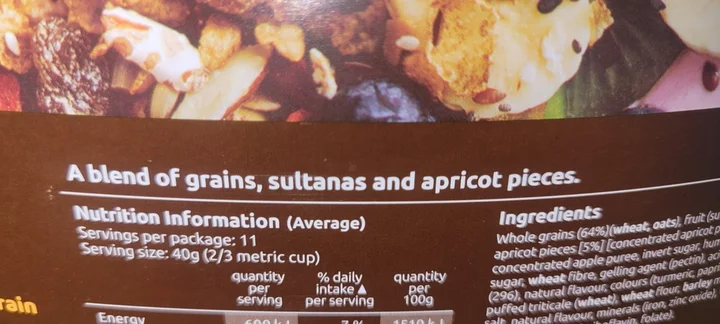 A blend of grains, sultanas and apricot pieces.
Nutrition Information (Average)
Servings per package: 11
Serving size: 40g (2/3 metric cup)
quantity per serving
% daily intake ▲ per serving
quantity per 100g
Energy
7 %
Ingredients
Whole grains (64%)(wheat, oats), fruit
apricot pieces [5%] [concentrated apricot
concentrated apple puree, invert sugar,
sugar, wheat fibre, gelling agent (pectin),
(296), natural flavour, colours (turmeric,
puffed triticale (wheat), wheat flour, barley
salt, natural flavour, minerals (iron, zinc oxide)
folate).
rain